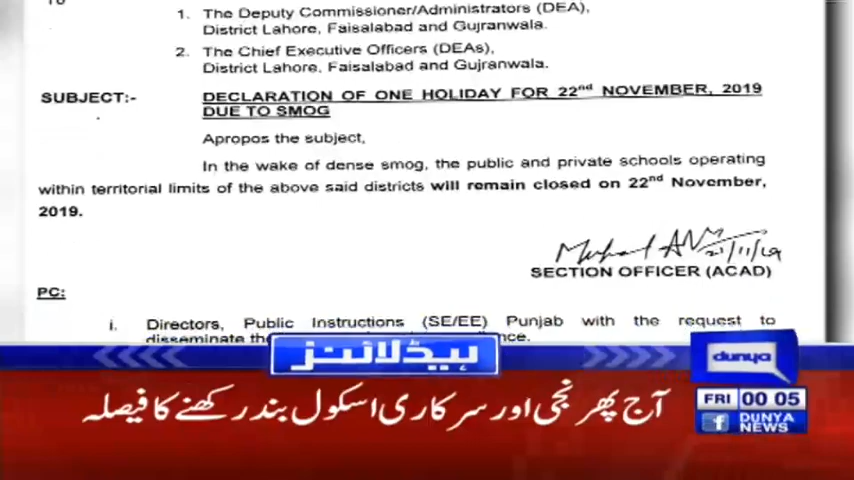 1. The Deputy Commissioner/Administrators (DEA),
District Lahore, Faisalabad and Gujranwala.
2. The Chief Executive Officers (DEAs),
District Lahore, Faisalabad and Gujranwala.
SUBJECT:- DECLARATION OF ONE HOLIDAY FOR 22nd NOVEMBER, 2019
DUE TO SMOG
Apropos the subject,
In the wake of dense smog, the public and private schools operating
within territorial limits of the above said districts will remain closed on 22nd November,
2019.
21/11/19
SECTION OFFICER (ACAD)
PC:
i. Directors, Public Instructions (SE/EE) Punjab with the request to
disseminate
ہیڈلائنز
dunya
FRI 00 05
f DUNYA
NEWS
آج پھر نجی اور سرکاری اسکول بند رکھنے کا فیصلہ